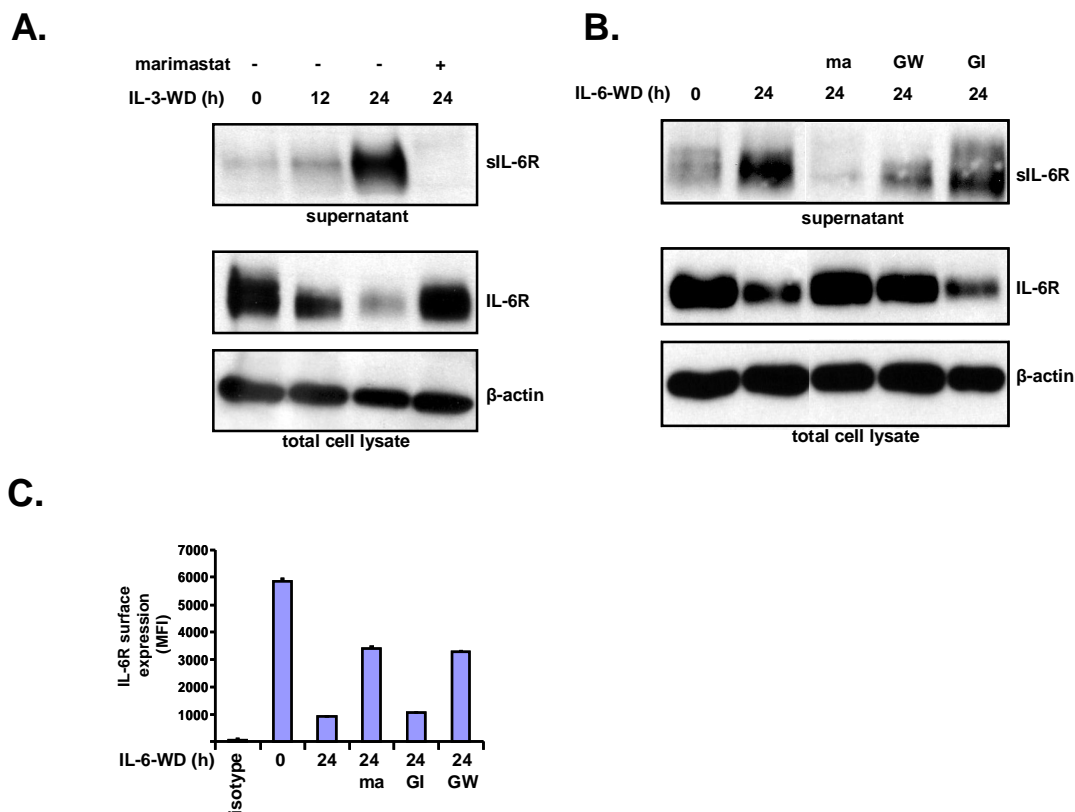 A.
marimastat - - - +
IL-3-WD (h) 0 12 24 24
sIL-6R
supernatant
IL-6R
β-actin
total cell lysate
B.
ma GW GI
IL-6-WD (h) 0 24 24 24 24
sIL-6R
supernatant
IL-6R
β-actin
total cell lysate
C.
IL-6R surface
expression
(MFI)
7000
6000
5000
4000
3000
2000
1000
IL-6-WD (h) isotype 0 24 24 24 24
ma GI GW